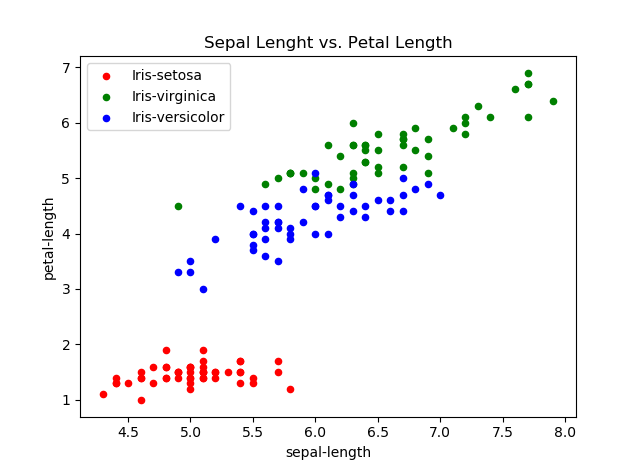 Sepal Lenght vs. Petal Length
Iris-setosa
Iris-virginica
Iris-versicolor
petal-length
7
6
5
4
3
2
1
4.5 5.0 5.5 6.0 6.5 7.0 7.5 8.0
sepal-length